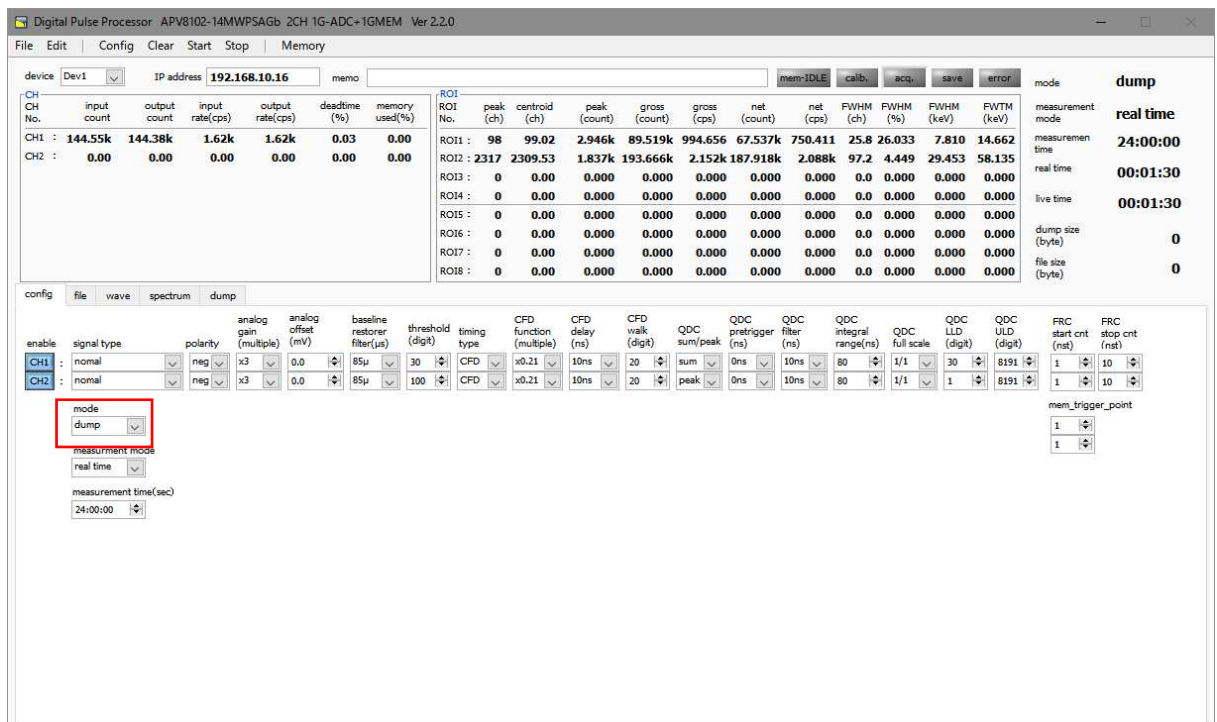 Digital Pulse Processor APV8102-14MWPSAGb 2CH 1G-ADC+1GMEM Ver 2.2.0
File Edit | Config Clear Start Stop | Memory
device Dev1 IP address 192.168.10.16 memo mem-IDLE calib. acq. save error mode dump
CH
CH No. input count output count input rate(cps) output rate(cps) deadtime (%) memory used(%)
CH1 : 144.55k 144.38k 1.62k 1.62k 0.03 0.00
CH2 : 0.00 0.00 0.00 0.00 0.00 0.00
ROI
ROI No. peak (ch) centroid (ch) peak (count) gross (count) gross (cps) net (count) net (cps) FWHM (ch) FWHM (%) FWHM (keV) FWTM (keV)
ROI1 : 98 99.02 2.946k 89.519k 994.656 67.537k 750.411 25.8 26.033 7.810 14.662
ROI2 : 2317 2309.53 1.837k 193.666k 2.152k 187.918k 2.088k 97.2 4.449 29.453 58.135
ROI3 : 0 0.00 0.000 0.000 0.000 0.000 0.000 0.0 0.000 0.000 0.000
ROI4 : 0 0.00 0.000 0.000 0.000 0.000 0.000 0.0 0.000 0.000 0.000
ROI5 : 0 0.00 0.000 0.000 0.000 0.000 0.000 0.0 0.000 0.000 0.000
ROI6 : 0 0.00 0.000 0.000 0.000 0.000 0.000 0.0 0.000 0.000 0.000
ROI7 : 0 0.00 0.000 0.000 0.000 0.000 0.000 0.0 0.000 0.000 0.000
ROI8 : 0 0.00 0.000 0.000 0.000 0.000 0.000 0.0 0.000 0.000 0.000
measurement mode real time
measuremen time 24:00:00
real time 00:01:30
live time 00:01:30
dump size (byte) 0
file size (byte) 0
config file wave spectrum dump
enable signal type polarity analog gain (multiple) analog offset (mV) baseline restorer filter(µs) threshold (digit) timing type CFD function (multiple) CFD delay (ns) CFD walk (digit) QDC sum/peak QDC pretrigger (ns) QDC filter (ns) QDC integral range(ns) QDC full scale QDC LLD (digit) QDC ULD (digit) FRC start cnt (nst) FRC stop cnt (nst)
CH1 : nomal neg x3 0.0 85µ 30 CFD x0.21 10ns 20 sum 0ns 10ns 80 1/1 30 8191 1 10
CH2 : nomal neg x3 0.0 85µ 100 CFD x0.21 10ns 20 peak 0ns 10ns 80 1/1 1 8191 1 10
mode
dump
measurment mode
real time
measurement time(sec)
24:00:00
mem_trigger_point
1
1